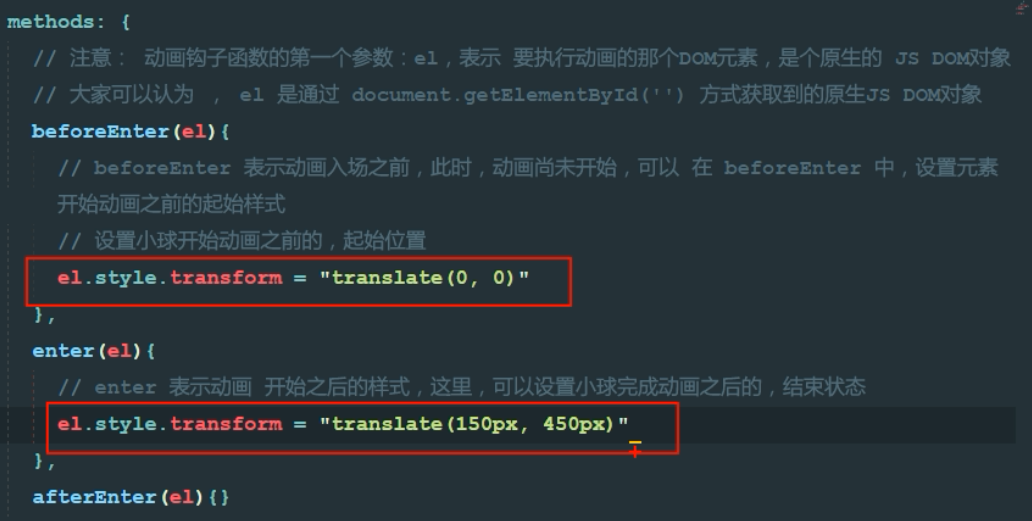 methods: {
// 注意： 动画钩子函数的第一个参数：el，表示 要执行动画的那个DOM元素，是个原生的 JS DOM对象
// 大家可以认为 ， el 是通过 document.getElementById('') 方式获取到的原生JS DOM对象
beforeEnter(el){
// beforeEnter 表示动画入场之前，此时，动画尚未开始，可以 在 beforeEnter 中，设置元素
开始动画之前的起始样式
// 设置小球开始动画之前的，起始位置
el.style.transform = "translate(0, 0)"
},
enter(el){
// enter 表示动画 开始之后的样式，这里，可以设置小球完成动画之后的，结束状态
el.style.transform = "translate(150px, 450px)"
},
afterEnter(el){}